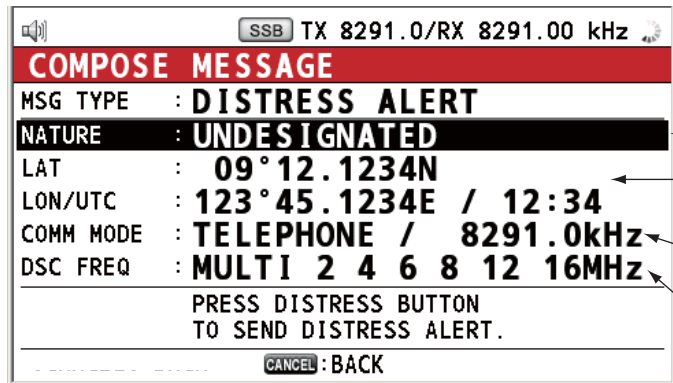 SSB TX 8291.0/RX 8291.00 kHz
COMPOSE MESSAGE
MSG TYPE : DISTRESS ALERT
NATURE : UNDESIGNATED
LAT : 09°12.1234N
LON/UTC : 123°45.1234E / 12:34
COMM MODE : TELEPHONE / 8291.0kHz
DSC FREQ : MULTI 2 4 6 8 12 16MHz
PRESS DISTRESS BUTTON
TO SEND DISTRESS ALERT.
CANCEL : BACK